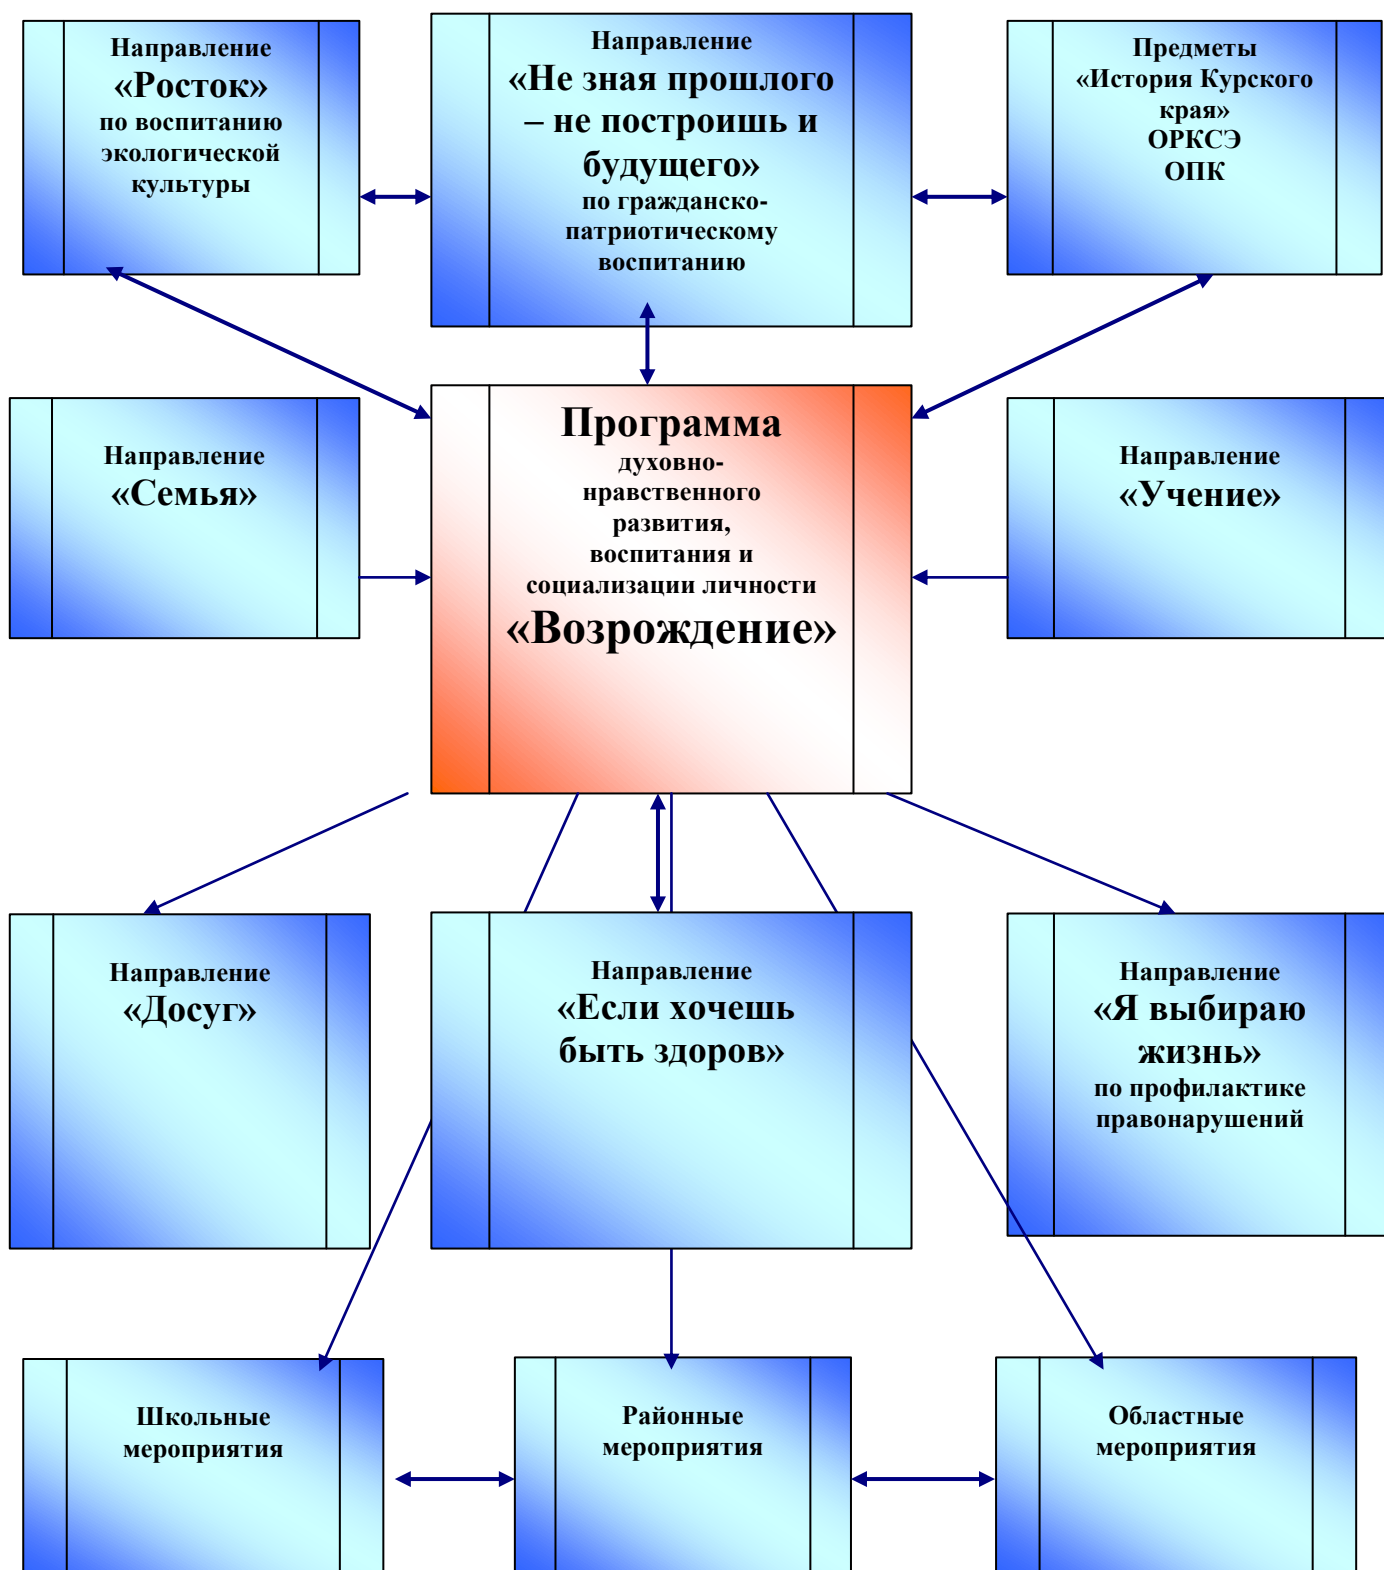 Направление
«Росток»
по воспитанию
экологической
культуры
Направление
«Не зная прошлого
– не построишь и
будущего»
по гражданско-
патриотическому
воспитанию
Предметы
«История Курского
края»
ОРКСЭ
ОПК
Направление
«Семья»
Программа
духовно-
нравственного
развития,
воспитания и
социализации личности
«Возрождение»
Направление
«Учение»
Направление
«Досуг»
Направление
«Если хочешь
быть здоров»
Направление
«Я выбираю
жизнь»
по профилактике
правонарушений
Школьные
мероприятия
Районные
мероприятия
Областные
мероприятия